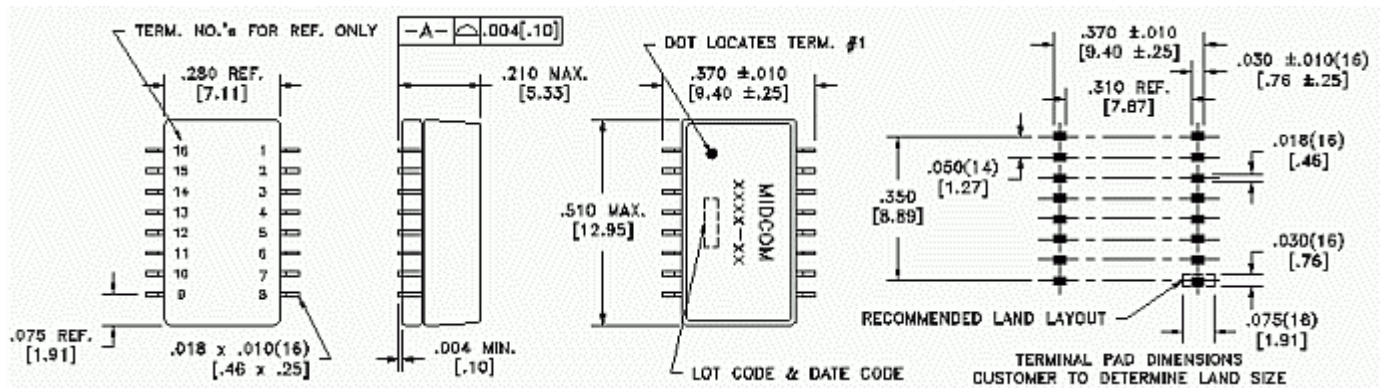 TERM. NO.'s FOR REF. ONLY
.280 REF.
[7.11]
16 1
15 2
14 3
13 4
12 5
11 6
10 7
9 8
.075 REF.
[1.91]
.018 x .010(16)
[.46 x .25]
-A- ⌓ .004[.10]
.210 MAX.
[5.33]
.004 MIN.
[.10]
DOT LOCATES TERM. #1
.370 ±.010
[9.40 ±.25]
.510 MAX.
[12.95]
MIDCOM
XXXX-XX
LOT CODE & DATE CODE
.370 ±.010
[9.40 ±.25]
.030 ±.010(16)
[.76 ±.25]
.310 REF.
[7.87]
.018(16)
[.46]
.050(14)
[1.27]
.350
[8.89]
.030(16)
[.76]
RECOMMENDED LAND LAYOUT
.075(16)
[1.91]
TERMINAL PAD DIMENSIONS
CUSTOMER TO DETERMINE LAND SIZE